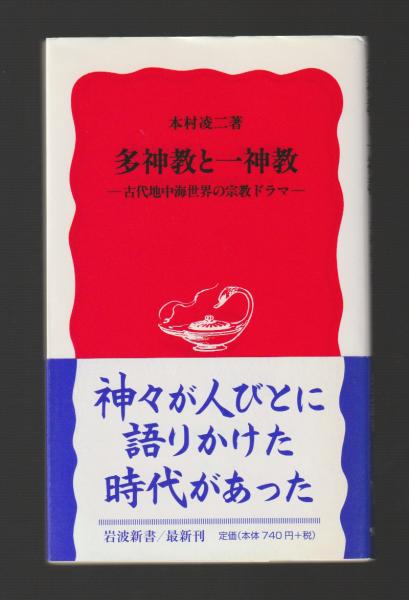 本村凌二著
多神教と一神教
―古代地中海世界の宗教ドラマ―
神々が人びとに
語りかけた
時代があった
岩波新書/最新刊 定価(本体740円+税)